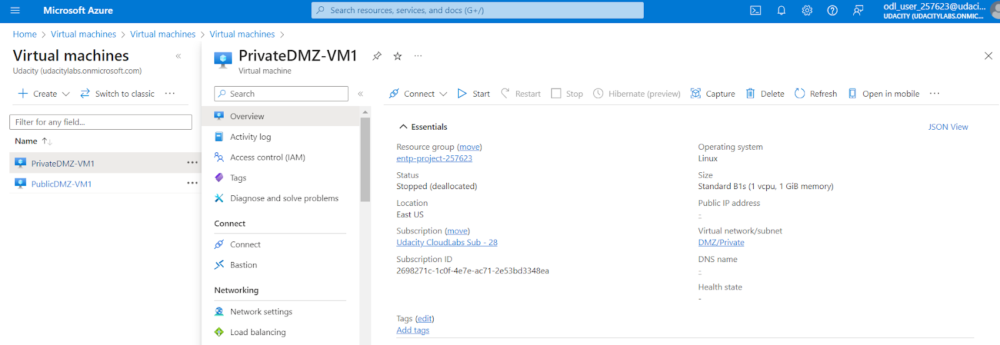 Microsoft Azure
Search resources, services, and docs (G+/)
odl_user_257623@udaci...
UDACITY (UDACITYLABS.ONMIC...
Home > Virtual machines > Virtual machines > Virtual machines >
Virtual machines
Udacity (udacitylabs.onmicrosoft.com)
Create
Switch to classic
Filter for any field...
Name
PrivateDMZ-VM1
PublicDMZ-VM1
PrivateDMZ-VM1
Virtual machine
Search
Overview
Activity log
Access control (IAM)
Tags
Diagnose and solve problems
Connect
Connect
Bastion
Networking
Network settings
Load balancing
Connect
Start
Restart
Stop
Hibernate (preview)
Capture
Delete
Refresh
Open in mobile
Essentials
JSON View
Resource group (move)
entp-project-257623
Status
Stopped (deallocated)
Location
East US
Subscription (move)
Udacity CloudLabs Sub - 28
Subscription ID
2698271c-1c0f-4e7e-ac71-2e53bd3348ea
Operating system
Linux
Size
Standard B1s (1 vcpu, 1 GiB memory)
Public IP address
-
Virtual network/subnet
DMZ/Private
DNS name
-
Health state
-
Tags (edit)
Add tags